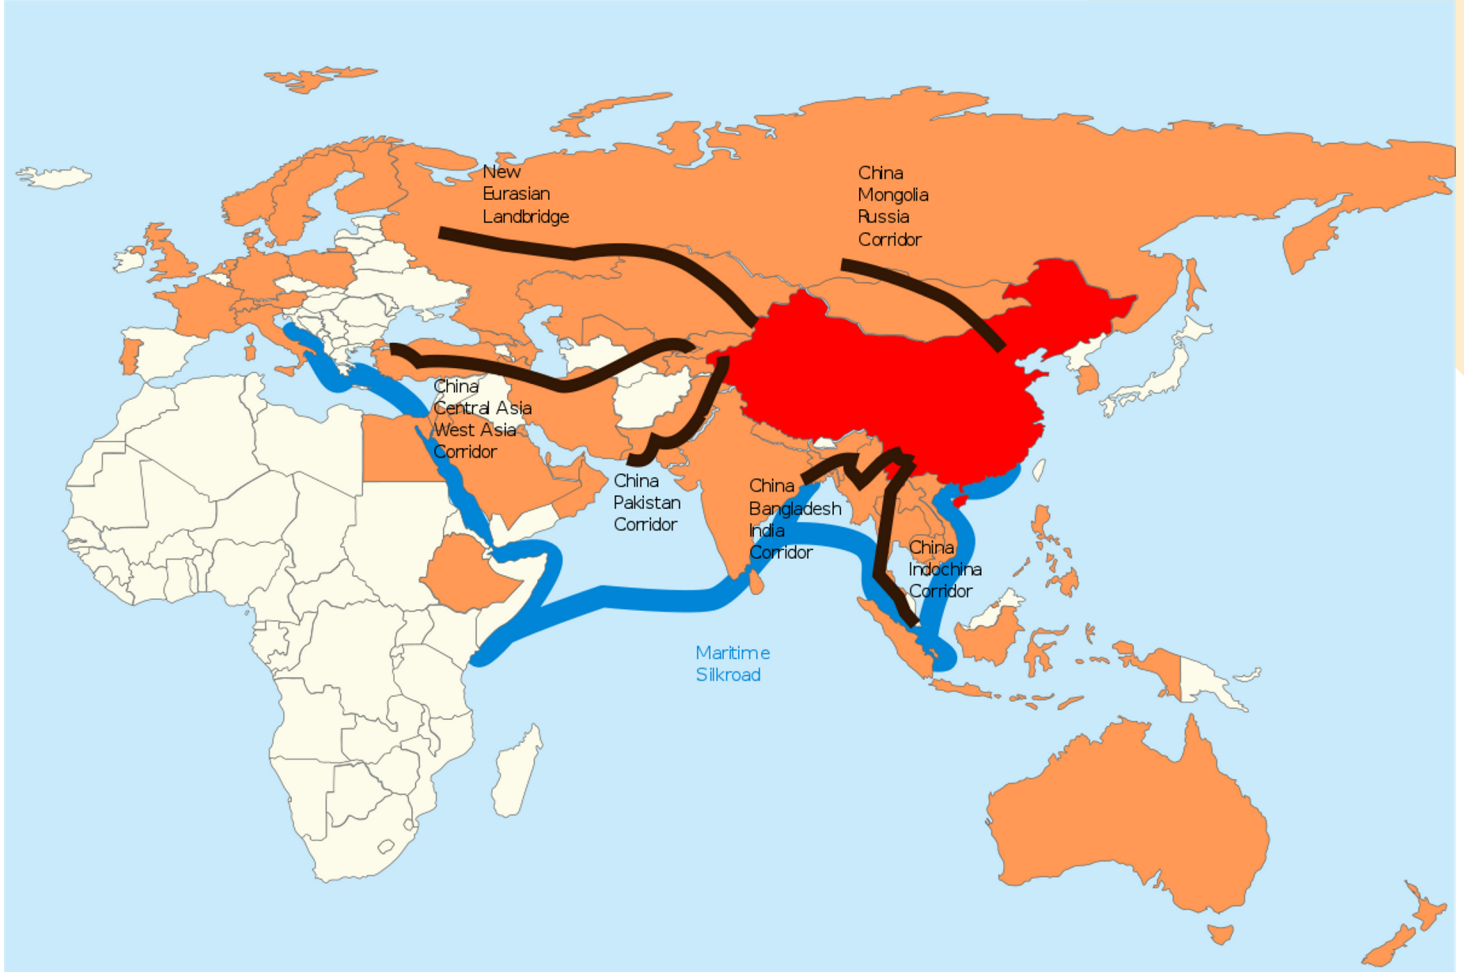 New
Eurasian
Landbridge
China
Mongolia
Russia
Corridor
China
Central Asia
West Asia
Corridor
China
Pakistan
Corridor
China
Bangladesh
India
Corridor
China
Indochina
Corridor
Maritime
Silkroad